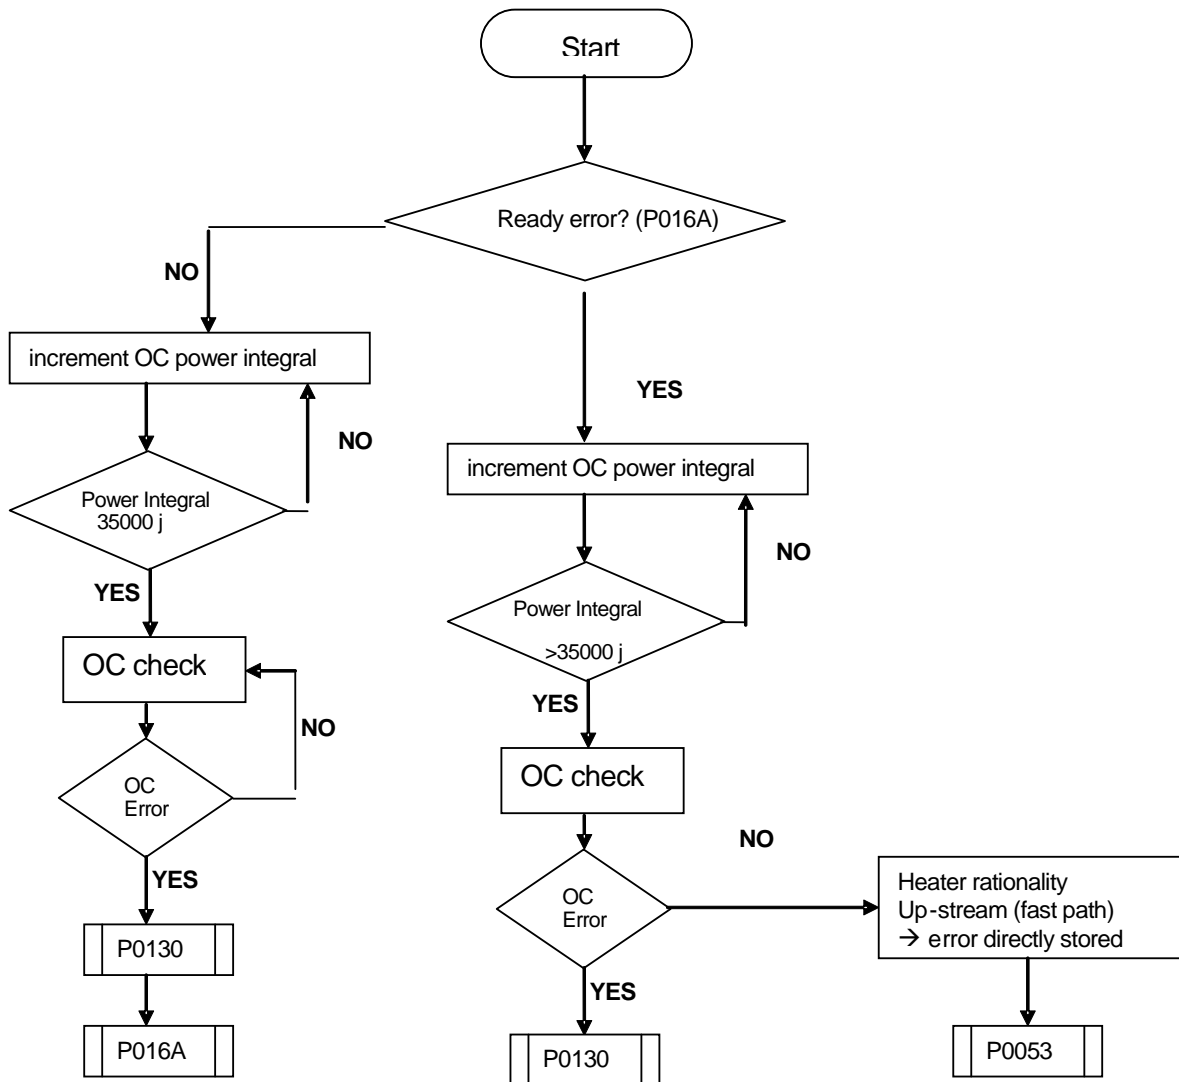 Start
Ready error? (P016A)
NO
increment OC power integral
NO
Power Integral
35000 j
YES
OC check
NO
OC
Error
YES
P0130
P016A
YES
increment OC power integral
NO
Power Integral
>35000 j
YES
OC check
NO
OC
Error
Heater rationality
Up-stream (fast path)
→ error directly stored
YES
P0130
P0053